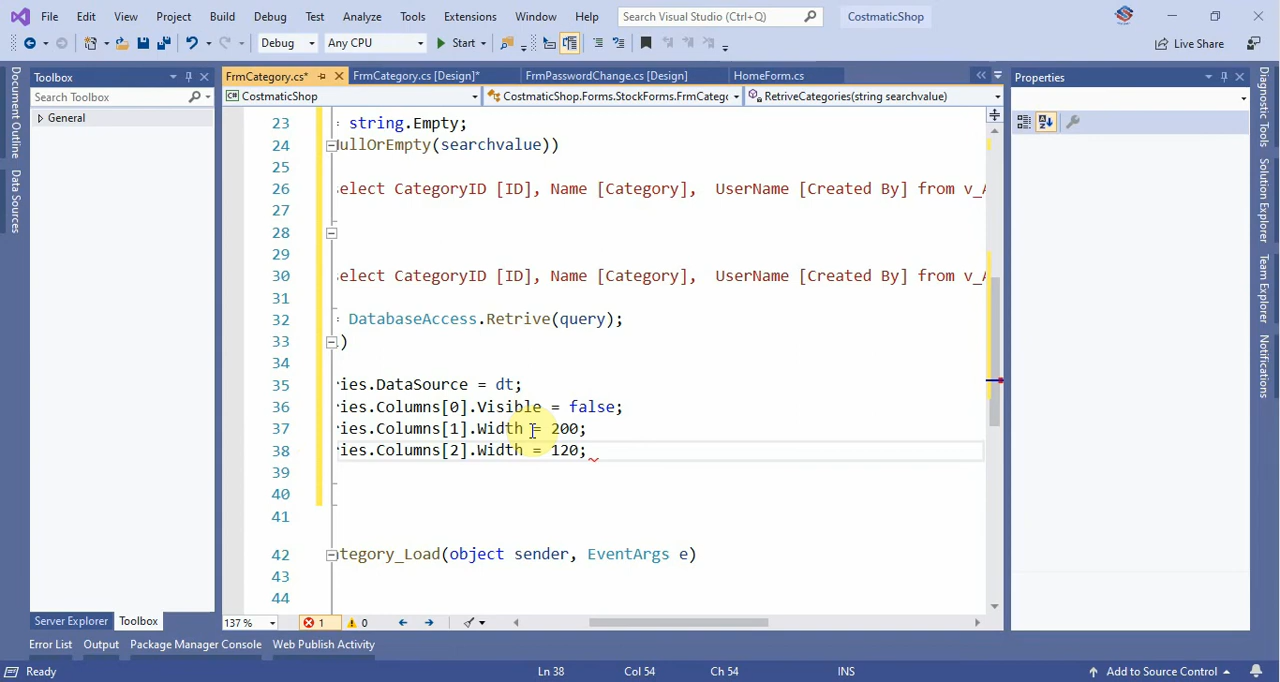 File Edit View Project Build Debug Test Analyze Tools Extensions Window Help Search Visual Studio (Ctrl+Q) CostmaticShop
Debug Any CPU Start Live Share
Toolbox
Search Toolbox
General
Document Outline
Data Sources
FrmCategory.cs* FrmCategory.cs [Design]* FrmPasswordChange.cs [Design] HomeForm.cs
CostmaticShop CostmaticShop.Forms.StockForms.FrmCateg RetriveCategories(string searchvalue)
23 string.Empty;
24 ullOrEmpty(searchvalue))
25
26 elect CategoryID [ID], Name [Category], UserName [Created By] from v_A
27
28
29
30 elect CategoryID [ID], Name [Category], UserName [Created By] from v_A
31
32 DatabaseAccess.Retrive(query);
33 )
34
35 ies.DataSource = dt;
36 ies.Columns[0].Visible = false;
37 ies.Columns[1].Width = 200;
38 ies.Columns[2].Width = 120;
39
40
41
42 tegory_Load(object sender, EventArgs e)
43
44
137 % 1 0
Properties
Diagnostic Tools
Solution Explorer
Team Explorer
Notifications
Server Explorer Toolbox
Error List Output Package Manager Console Web Publish Activity
Ready Ln 38 Col 54 Ch 54 INS Add to Source Control